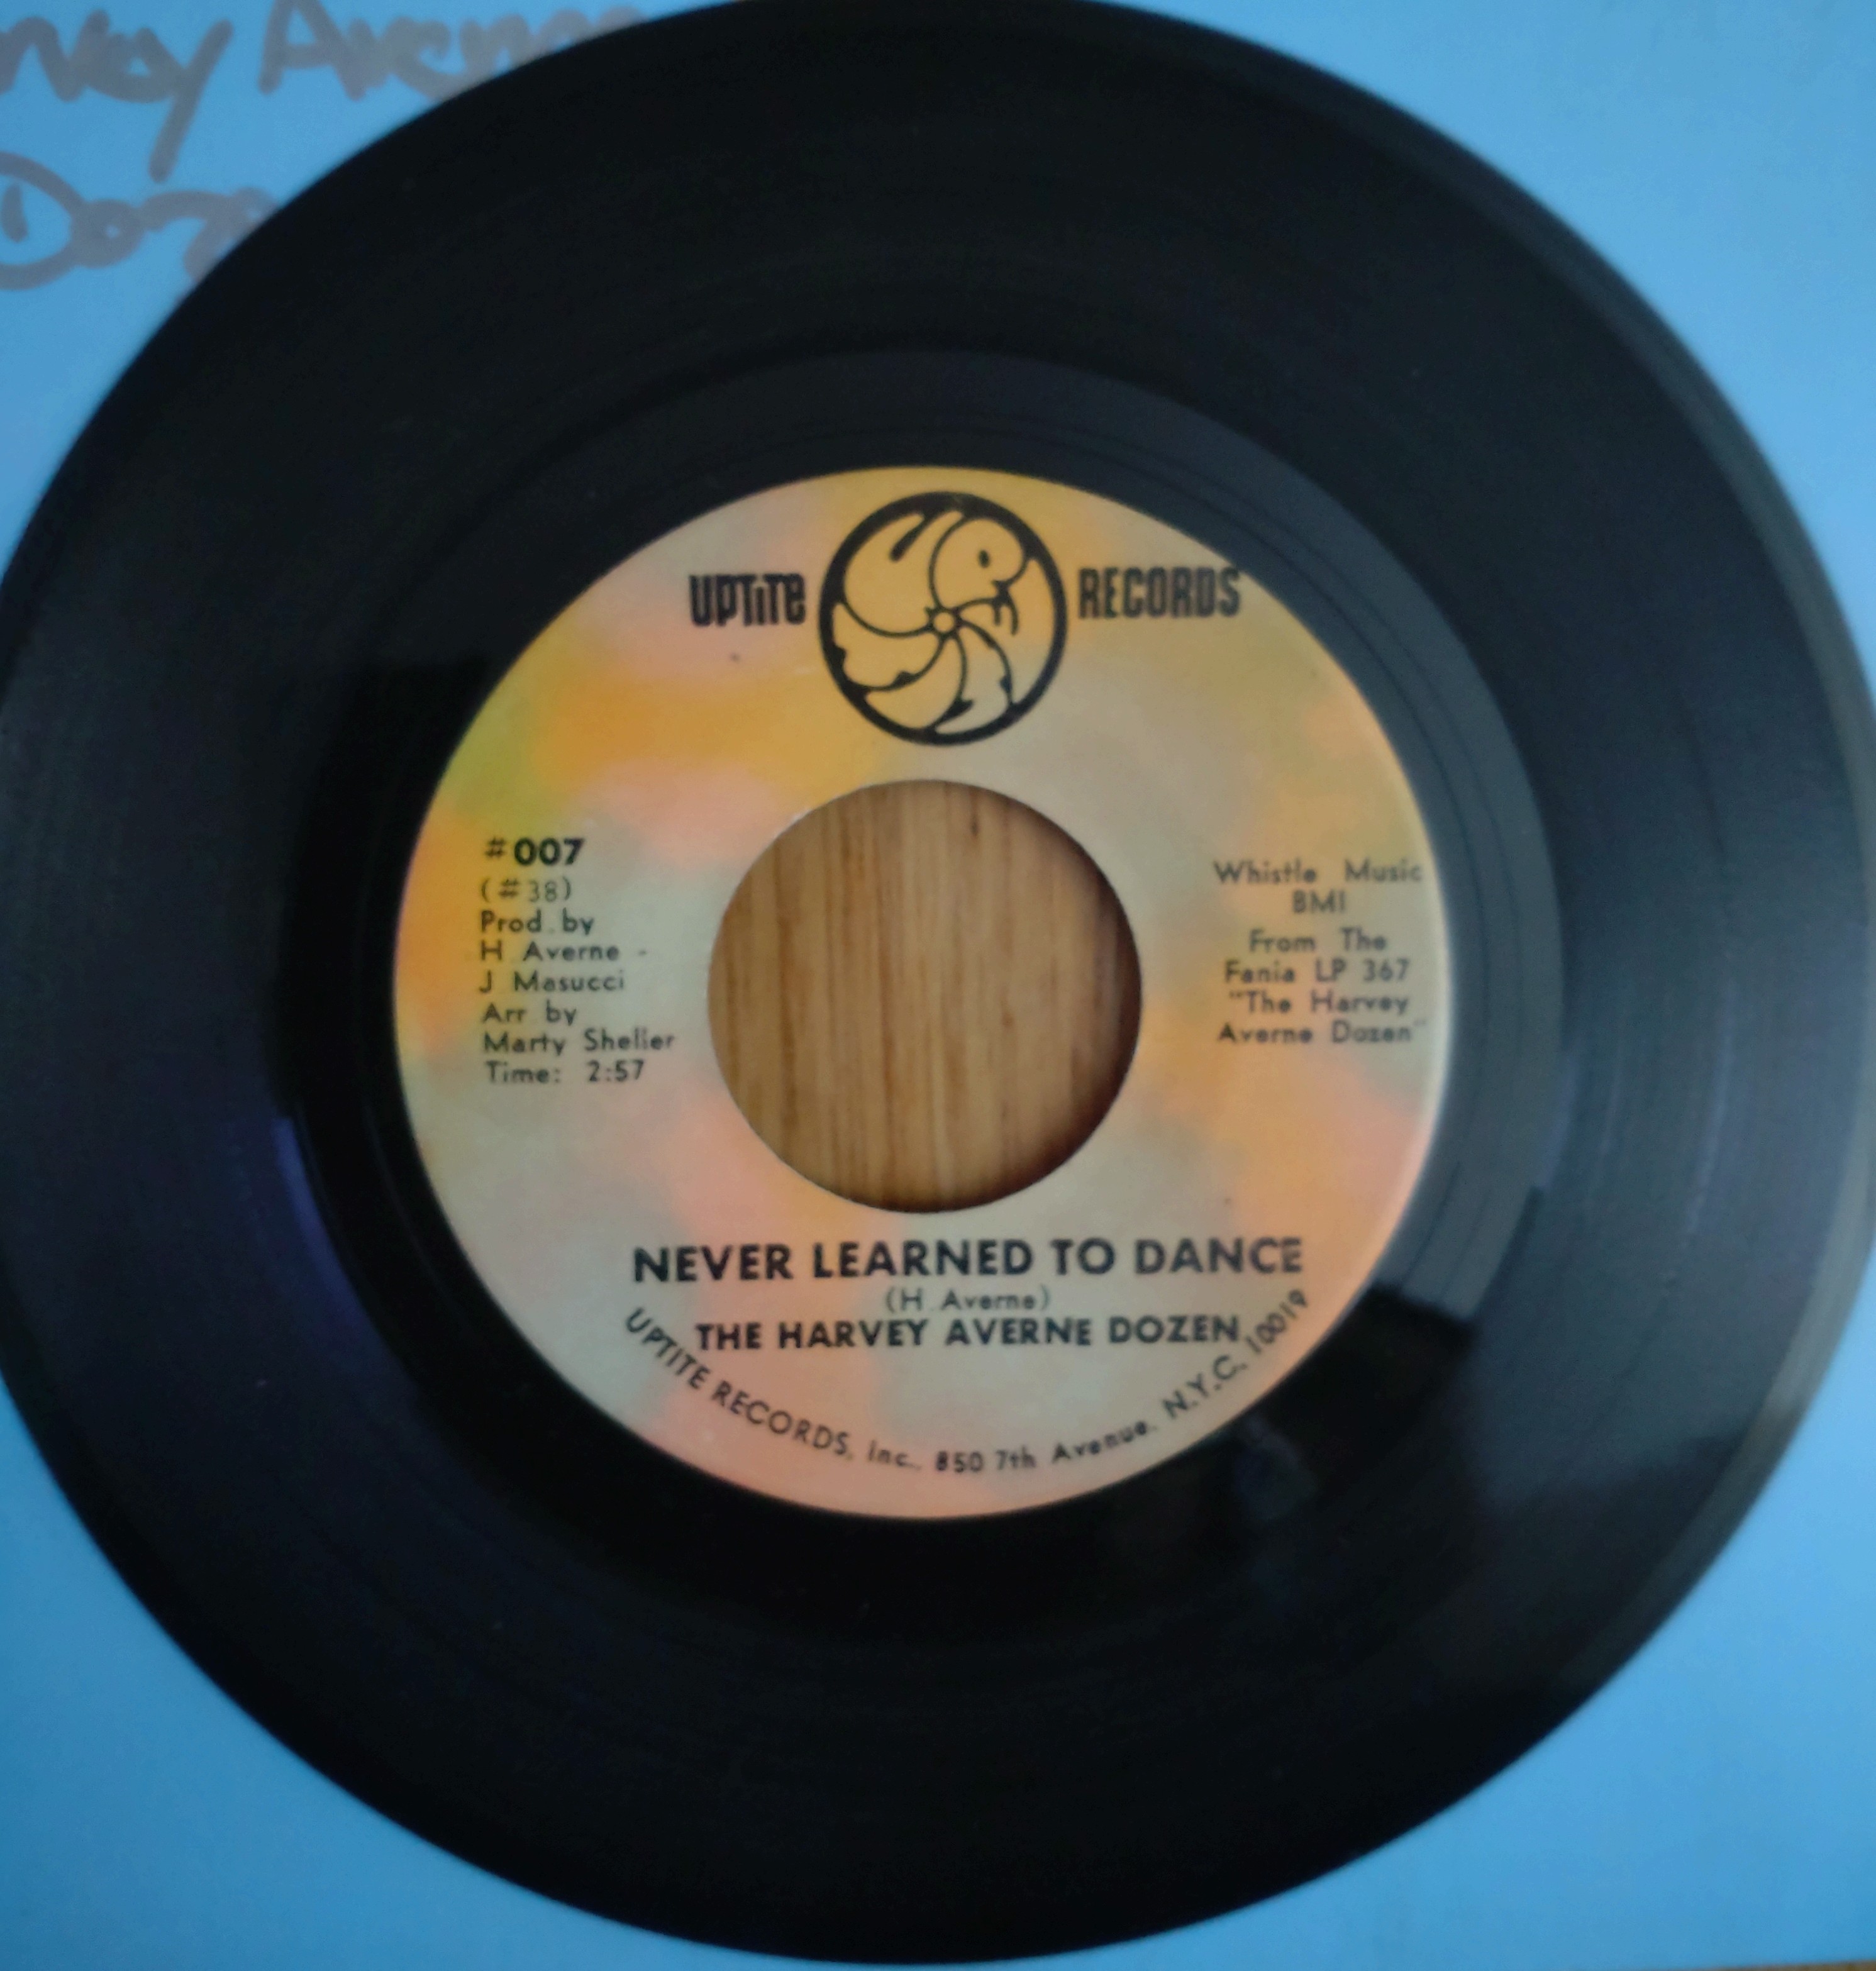 Averne
UPTITE RECORDS
#007
(#38)
Prod. by
H. Averne -
J. Masucci
Arr. by
Marty Sheller
Time: 2:57
Whistle Music
BMI
From The
Fania LP 367
"The Harvey
Averne Dozen"
NEVER LEARNED TO DANCE
(H. Averne)
THE HARVEY AVERNE DOZEN
UPTITE RECORDS, Inc., 850 7th Avenue, N.Y.C. 10019